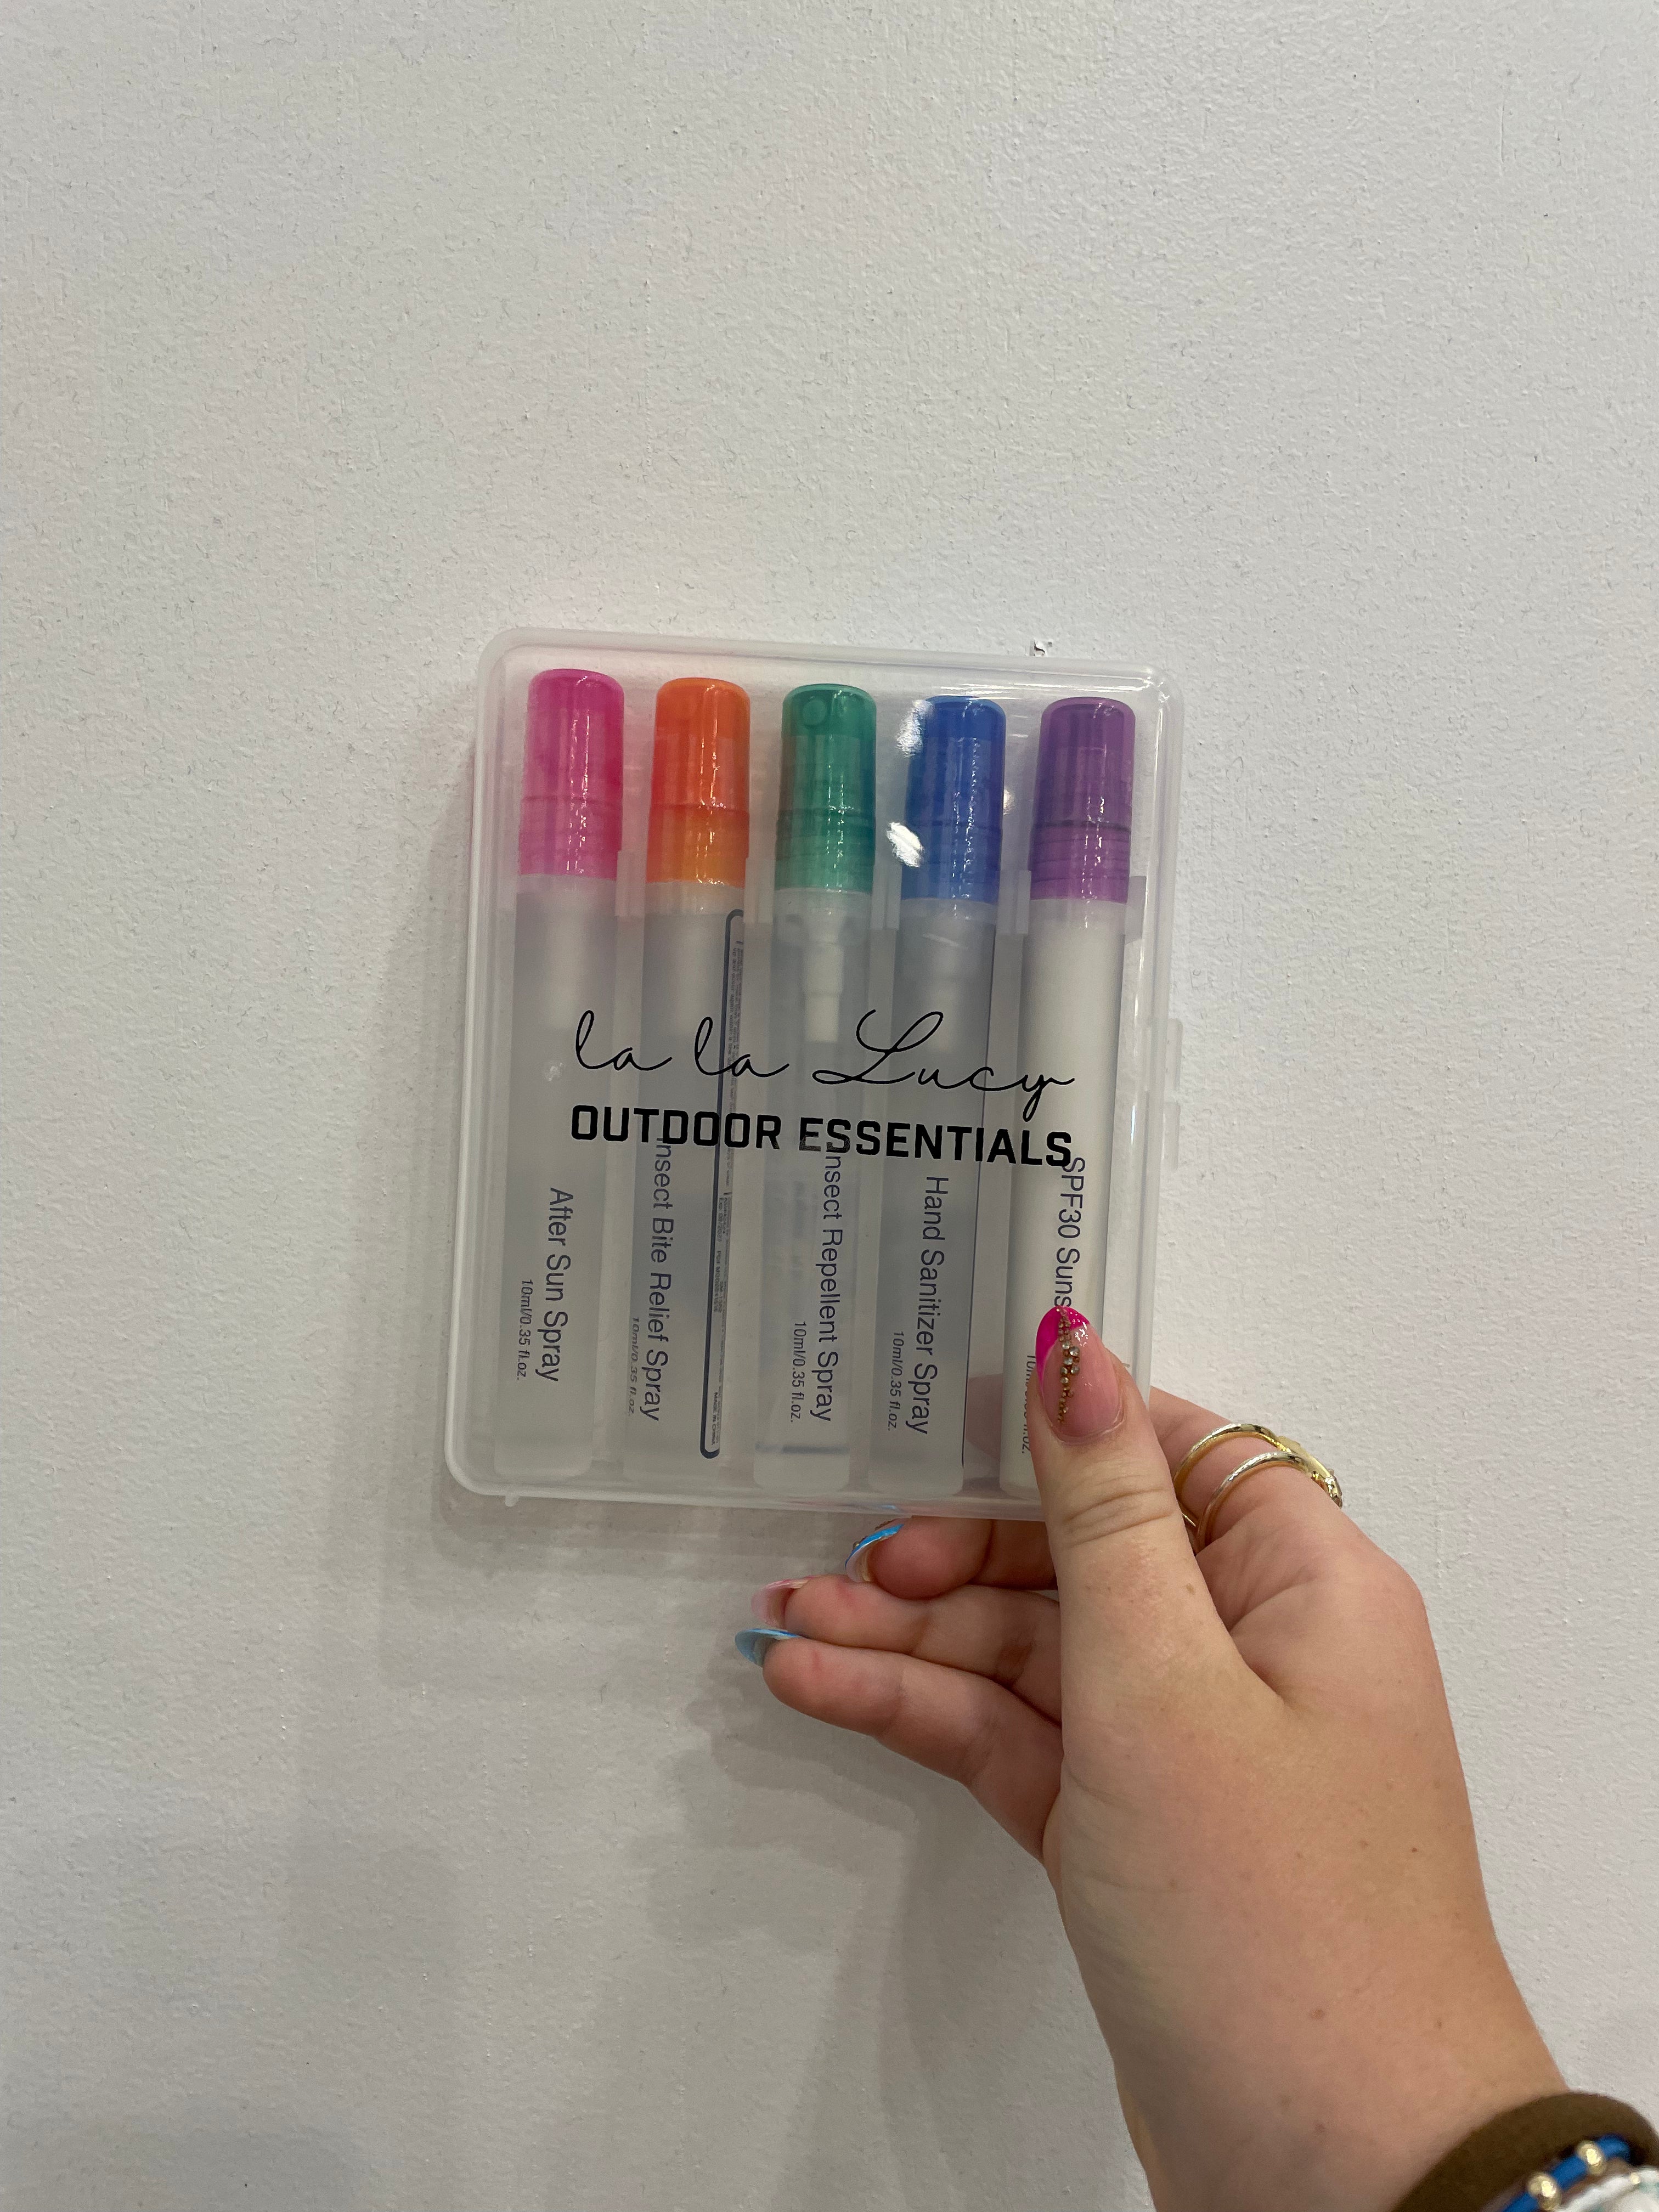 la la Lucy
OUTDOOR ESSENTIALS
After Sun Spray
10ml/0.35 fl.oz.
Insect Bite Relief Spray
10ml/0.35 fl.oz.
Insect Repellent Spray
10ml/0.35 fl.oz.
Hand Sanitizer Spray
10ml/0.35 fl.oz.
SPF30